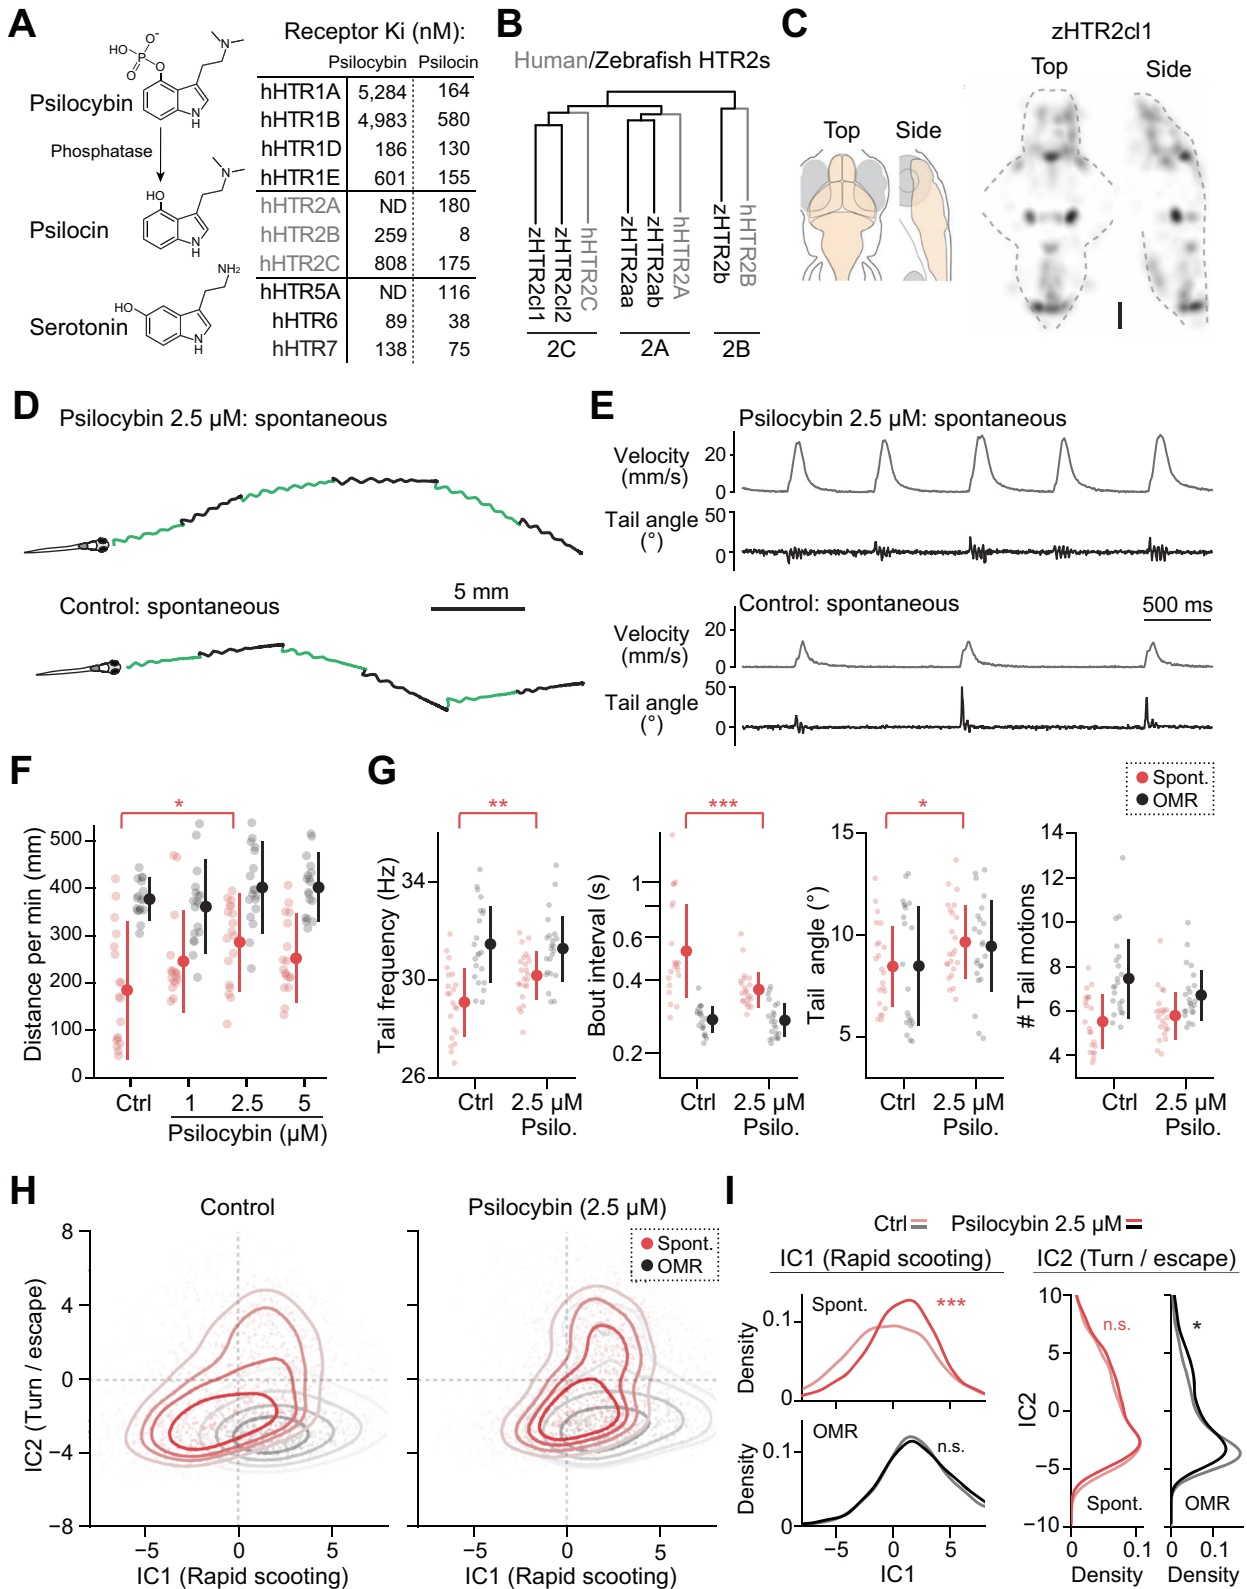 A
Psilocybin
Phosphatase
Psilocin
Serotonin
HO
O
O-
P
HO
O
N
NH
HO
N
NH
NH2
HO
NH
Receptor Ki (nM):
Psilocybin Psilocin
hHTR1A 5,284 164
hHTR1B 4,983 580
hHTR1D 186 130
hHTR1E 601 155
hHTR2A ND 180
hHTR2B 259 8
hHTR2C 808 175
hHTR5A ND 116
hHTR6 89 38
hHTR7 138 75
B
Human/Zebrafish HTR2s
zHTR2cl1
zHTR2cl2
hHTR2C
zHTR2aa
zHTR2ab
hHTR2A
zHTR2b
hHTR2B
2C 2A 2B
C
zHTR2cl1
Top Side
Top Side
D
Psilocybin 2.5 µM: spontaneous
Control: spontaneous
5 mm
E
Psilocybin 2.5 µM: spontaneous
Velocity
(mm/s)
20
0
Tail angle
(°)
50
0
Control: spontaneous
500 ms
Velocity
(mm/s)
20
0
Tail angle
(°)
50
0
F
*
Distance per min (mm)
500
400
300
200
100
0
Ctrl 1 2.5 5
Psilocybin (µM)
G
Spont.
OMR
**
Tail frequency (Hz)
34
30
26
Ctrl 2.5 µM
Psilo.
***
Bout interval (s)
1
0.6
0.4
0.2
Ctrl 2.5 µM
Psilo.
*
Tail angle (°)
15
10
5
Ctrl 2.5 µM
Psilo.
# Tail motions
14
12
10
8
6
4
Ctrl 2.5 µM
Psilo.
H
Control
Psilocybin (2.5 µM)
Spont.
OMR
IC2 (Turn / escape)
8
4
0
−4
−8
−5 0 5
IC1 (Rapid scooting)
−5 0 5
IC1 (Rapid scooting)
I
Ctrl Psilocybin 2.5 µM
IC1 (Rapid scooting)
Spont.
***
Density
0.1
0
OMR
n.s.
Density
0.1
0
−5 0 5
IC1
IC2 (Turn / escape)
IC2
10
5
0
−5
−10
n.s.
Spont.
0 0.1
Density
*
OMR
0 0.1
Density